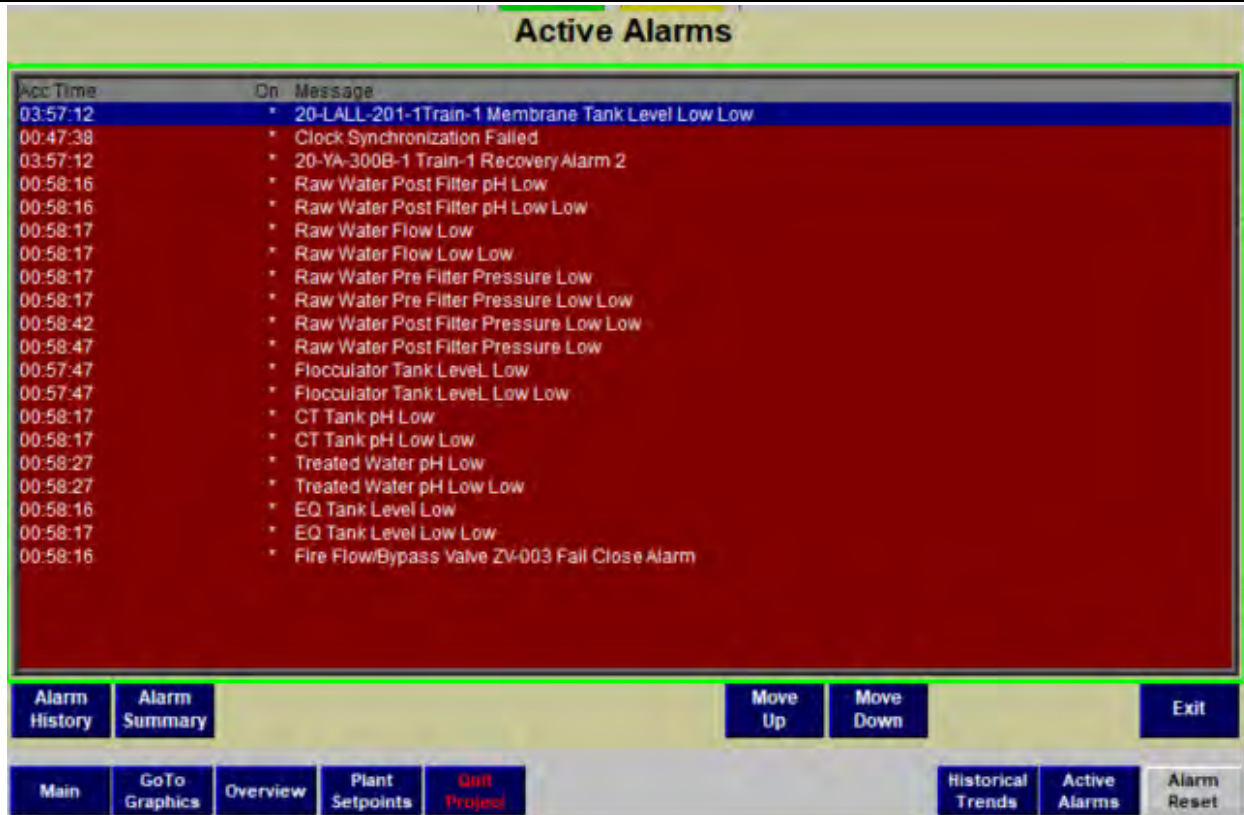 Active Alarms
Acc Time On Message
03:57:12 * 20-LALL-201-1Train-1 Membrane Tank Level Low Low
00:47:38 * Clock Synchronization Failed
03:57:12 * 20-YA-300B-1 Train-1 Recovery Alarm 2
00:58:16 * Raw Water Post Filter pH Low
00:58:16 * Raw Water Post Filter pH Low Low
00:58:17 * Raw Water Flow Low
00:58:17 * Raw Water Flow Low Low
00:58:17 * Raw Water Pre Filter Pressure Low
00:58:17 * Raw Water Pre Filter Pressure Low Low
00:58:42 * Raw Water Post Filter Pressure Low Low
00:58:47 * Raw Water Post Filter Pressure Low
00:57:47 * Flocculator Tank LeveL Low
00:57:47 * Flocculator Tank LeveL Low Low
00:58:17 * CT Tank pH Low
00:58:17 * CT Tank pH Low Low
00:58:27 * Treated Water pH Low
00:58:27 * Treated Water pH Low Low
00:58:16 * EQ Tank Level Low
00:58:17 * EQ Tank Level Low Low
00:58:16 * Fire Flow/Bypass Valve ZV-003 Fail Close Alarm
Alarm History
Alarm Summary
Move Up
Move Down
Exit
Main
GoTo Graphics
Overview
Plant Setpoints
Quit Project
Historical Trends
Active Alarms
Alarm Reset